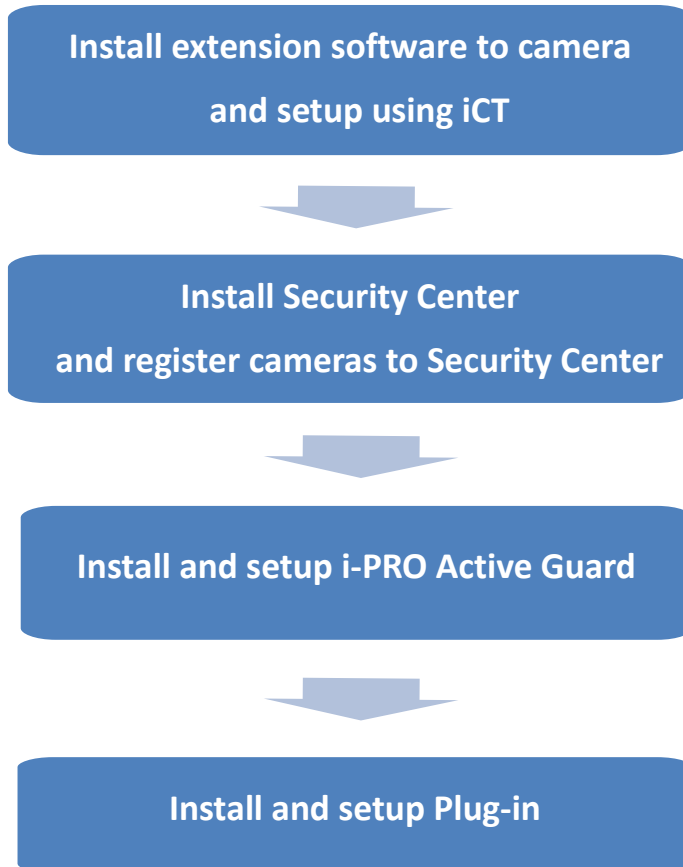 Install extension software to camera
and setup using iCT
Install Security Center
and register cameras to Security Center
Install and setup i-PRO Active Guard
Install and setup Plug-in